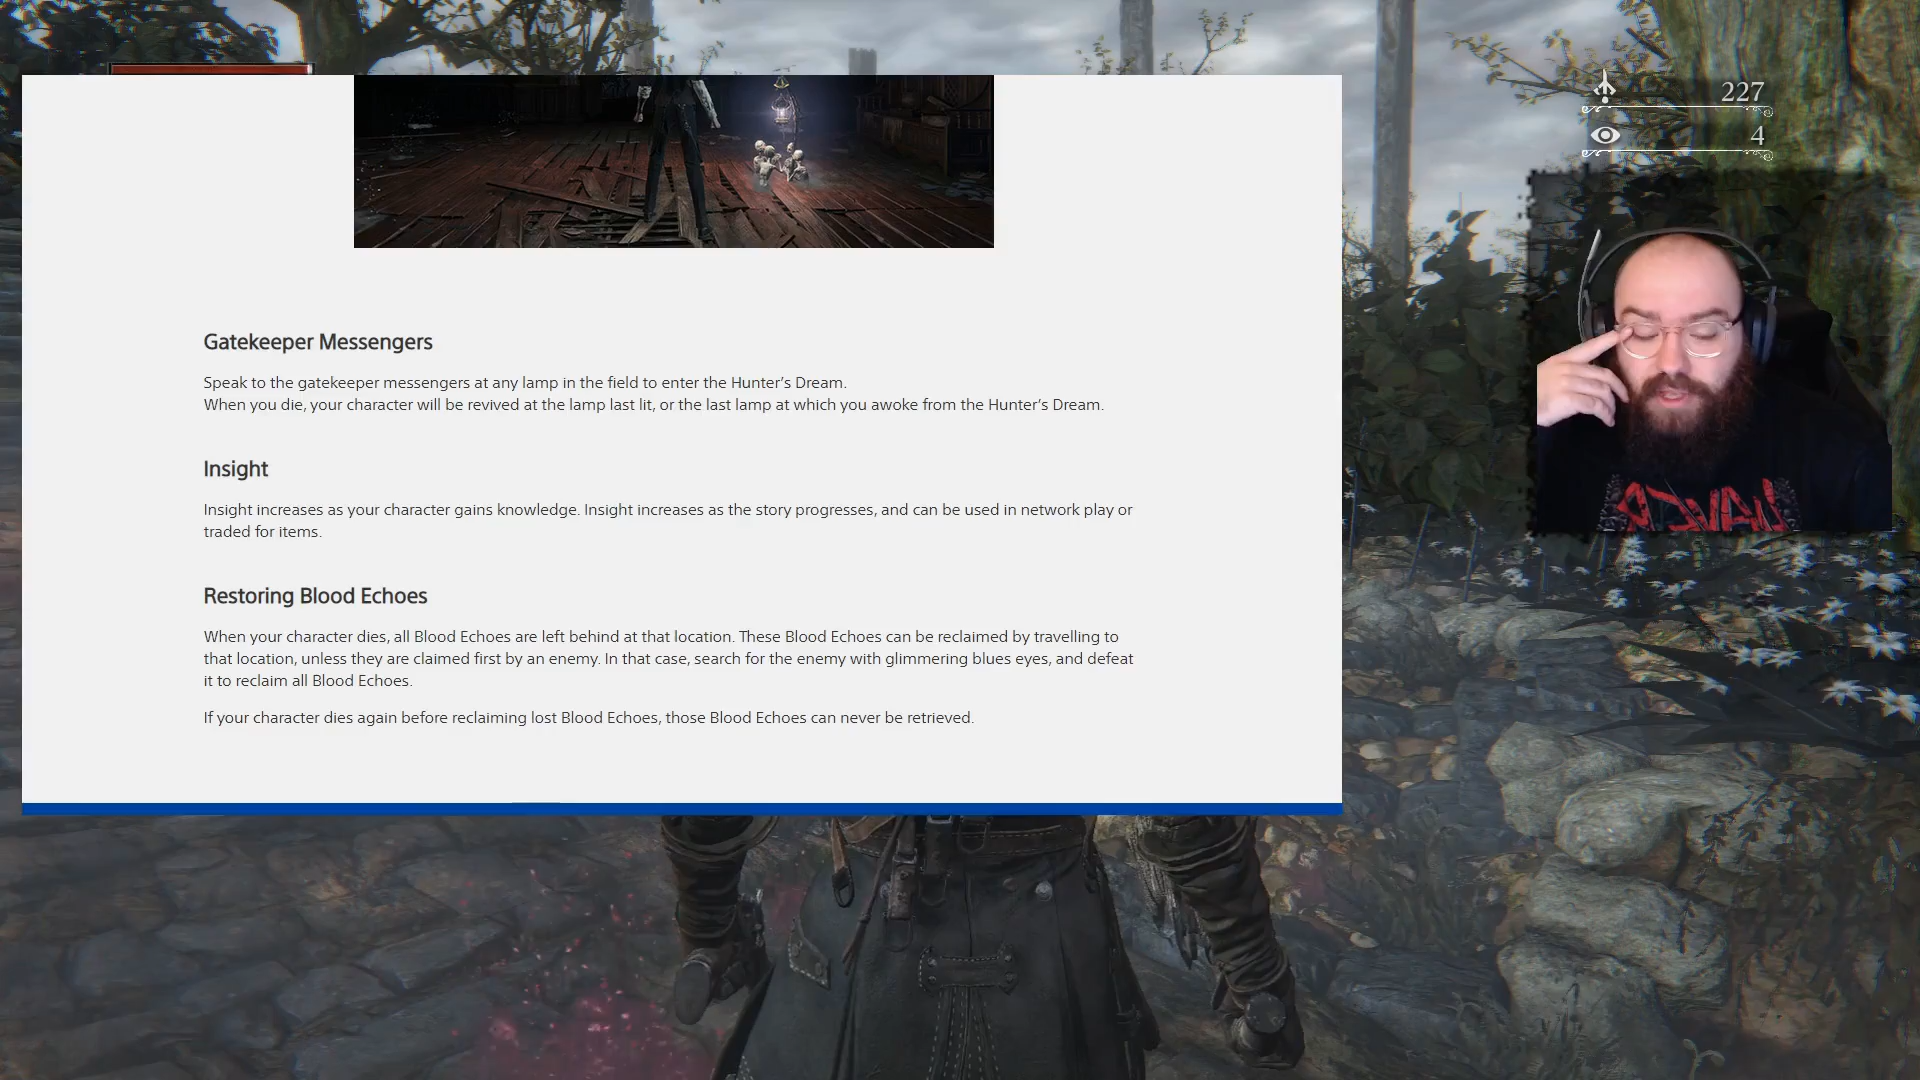 227
4
Gatekeeper Messengers
Speak to the gatekeeper messengers at any lamp in the field to enter the Hunter’s Dream.
When you die, your character will be revived at the lamp last lit, or the last lamp at which you awoke from the Hunter’s Dream.
Insight
Insight increases as your character gains knowledge. Insight increases as the story progresses, and can be used in network play or
traded for items.
Restoring Blood Echoes
When your character dies, all Blood Echoes are left behind at that location. These Blood Echoes can be reclaimed by travelling to
that location, unless they are claimed first by an enemy. In that case, search for the enemy with glimmering blues eyes, and defeat
it to reclaim all Blood Echoes.
If your character dies again before reclaiming lost Blood Echoes, those Blood Echoes can never be retrieved.